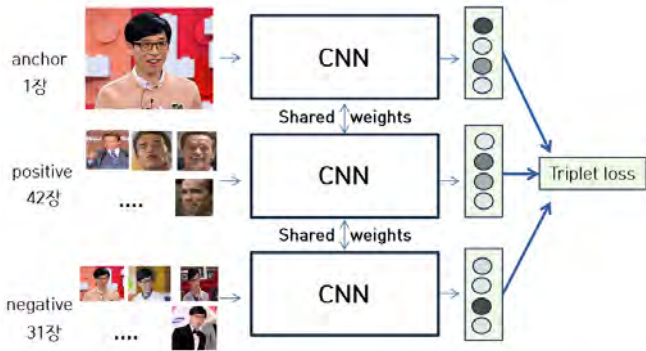 anchor
1장
CNN
Shared weights
positive
42장
....
CNN
Triplet loss
Shared weights
negative
31장
....
CNN